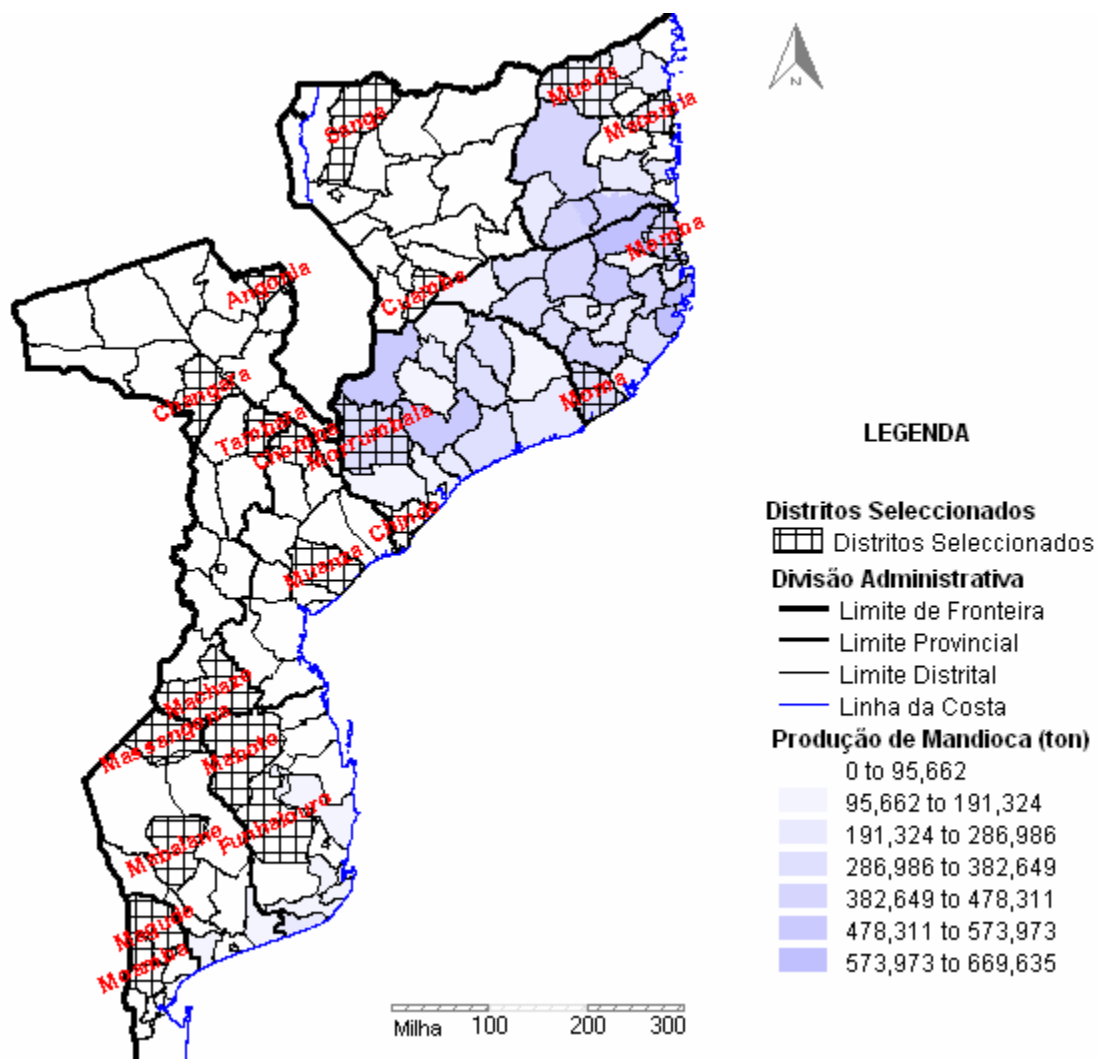 N
Mueda
Macomia
Sanga
Memba
Angonia
Cuamba
Changara
Tambara
Chemba
Morrumbala
Moma
Chinde
Muanza
Machaze
Massangena
Mabote
Funhalouro
Mabalane
Magude
Moamba
LEGENDA
Distritos Seleccionados
Distritos Seleccionados
Divisão Administrativa
Limite de Fronteira
Limite Provincial
Limite Distrital
Linha da Costa
Produção de Mandioca (ton)
0 to 95,662
95,662 to 191,324
191,324 to 286,986
286,986 to 382,649
382,649 to 478,311
478,311 to 573,973
573,973 to 669,635
Milha 100 200 300